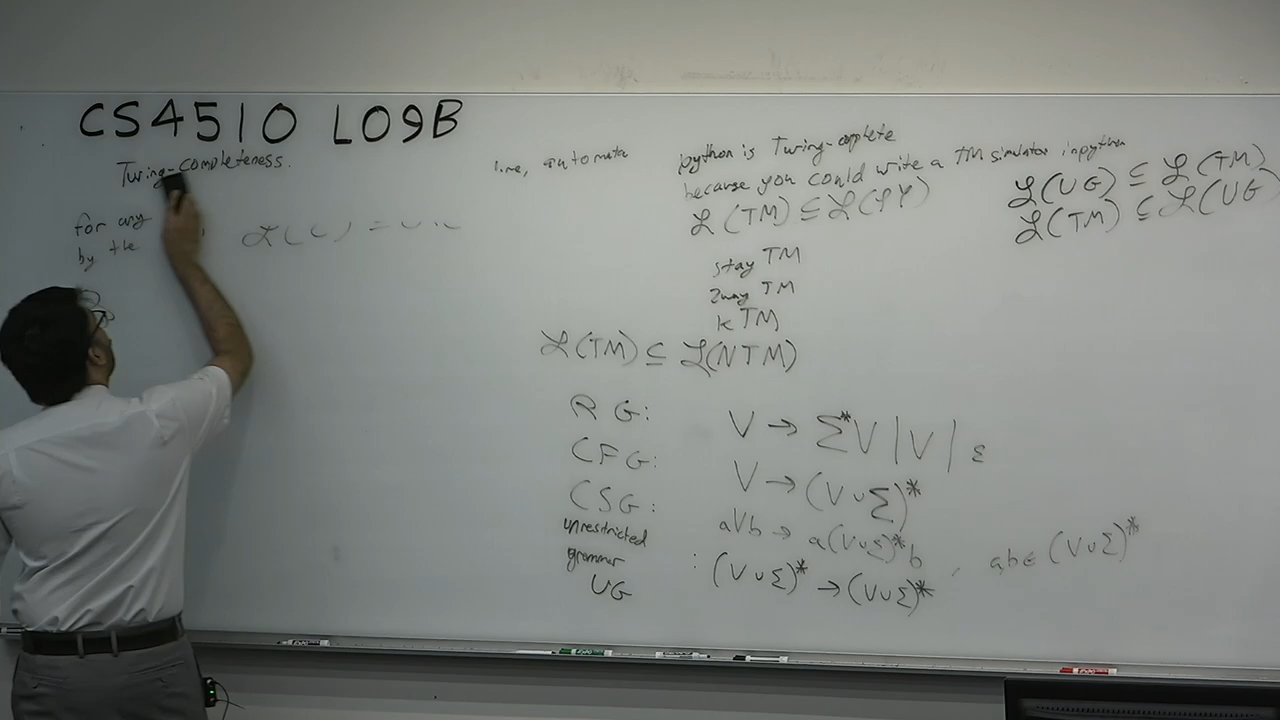 CS4510 L09B
Turing-completeness.
for any
by the
automata
python is Turing-complete
because you could write a TM simulator in python
ℒ(TM) ⊆ ℒ(PY)
ℒ(UG) ⊆ ℒ(TM)
ℒ(TM) ⊆ ℒ(UG)
stay TM
2way TM
k TM
ℒ(TM) ⊆ ℒ(NTM)
RG: V → Σ*V | V | ε
CFG: V → (V∪Σ)*
CSG: aVb → a(V∪Σ)*b, a,b ∈ (V∪Σ)*
unrestricted
grammar
UG : (V∪Σ)* → (V∪Σ)*